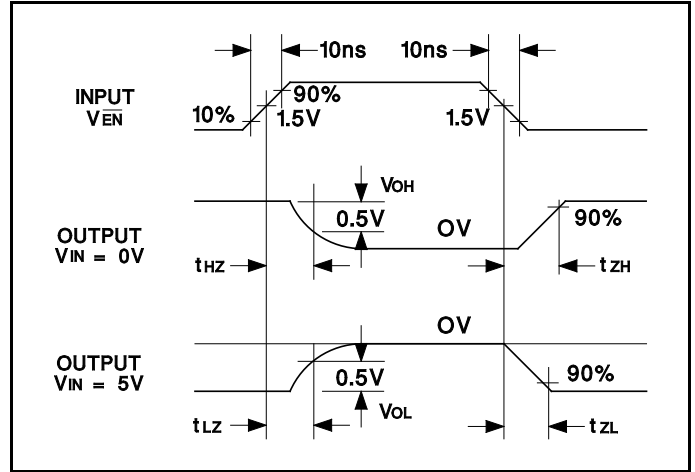 10ns 10ns
INPUT
VEN
10% 90% 1.5V 1.5V
VOH
0.5V 0V 90%
OUTPUT
VIN = 0V
tHZ tZH
0V
OUTPUT
VIN = 5V
0.5V 90%
VOL
tLZ tZL